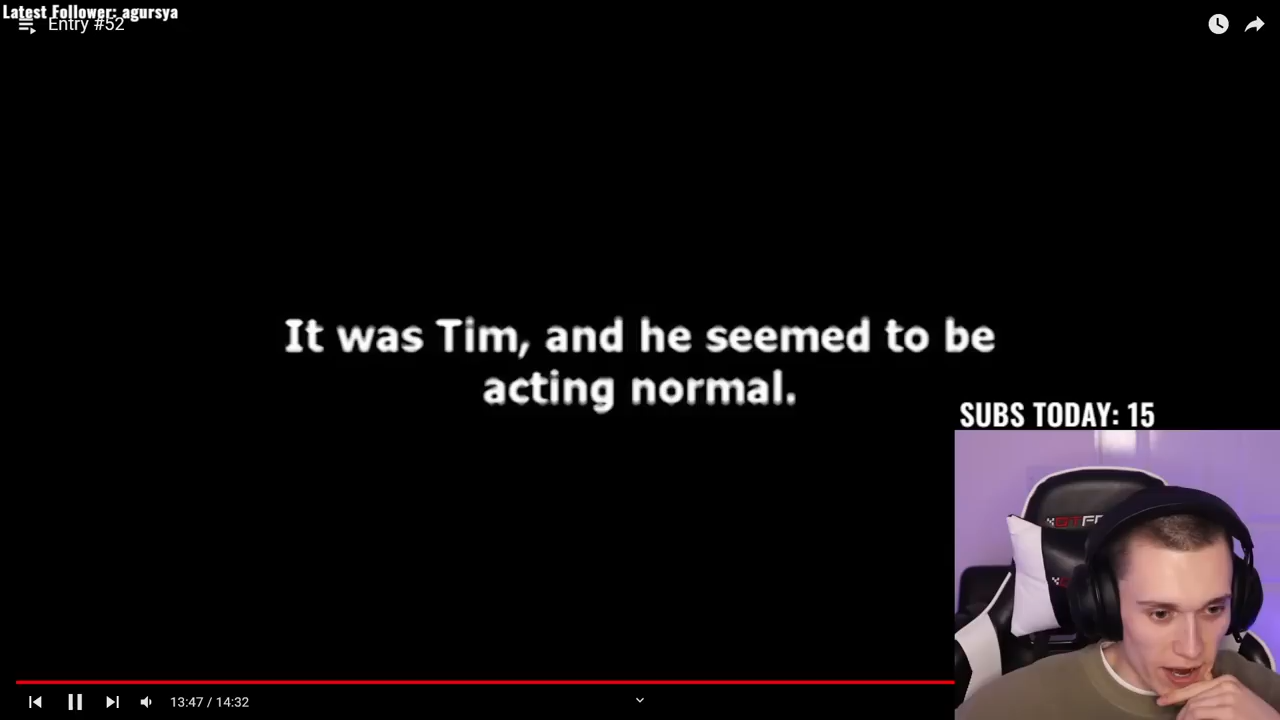 Latest Follower: agursya
Entry #52
It was Tim, and he seemed to be
acting normal.
SUBS TODAY: 15
13:47 / 14:32